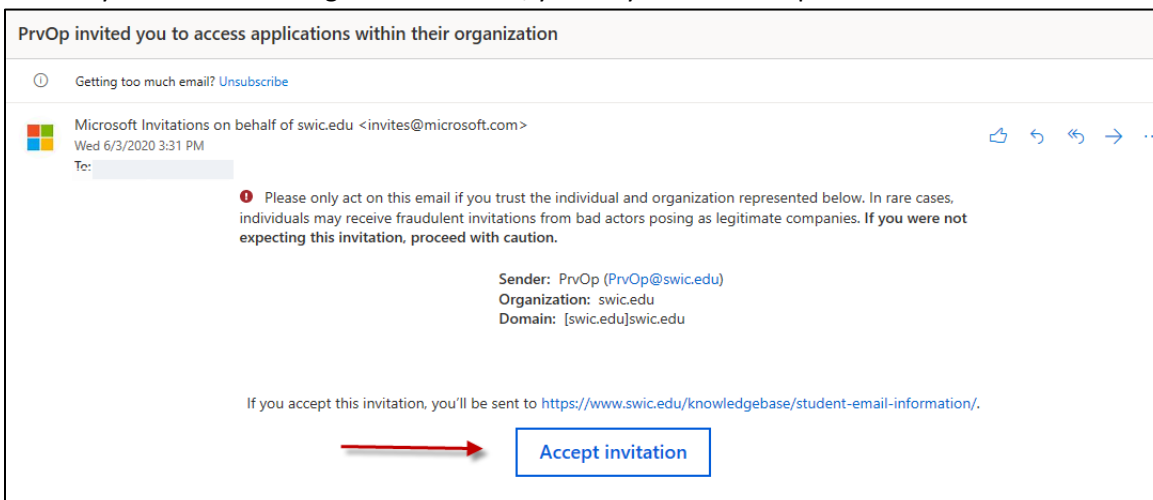 PrvOp invited you to access applications within their organization
Getting too much email? Unsubscribe
Microsoft Invitations on behalf of swic.edu <invites@microsoft.com>
Wed 6/3/2020 3:31 PM
To:
Please only act on this email if you trust the individual and organization represented below. In rare cases,
individuals may receive fraudulent invitations from bad actors posing as legitimate companies. If you were not
expecting this invitation, proceed with caution.
Sender: PrvOp (PrvOp@swic.edu)
Organization: swic.edu
Domain: [swic.edu]swic.edu
If you accept this invitation, you'll be sent to https://www.swic.edu/knowledgebase/student-email-information/.
Accept invitation